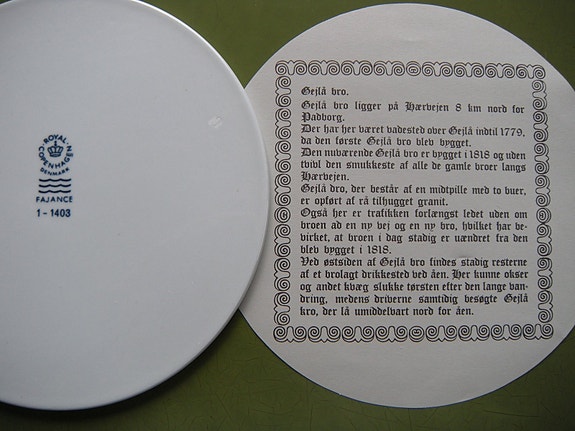 ROYAL
COPENHAGEN
DENMARK
FAJANCE
1-1403
Gejlå bro.
Gejlå bro ligger på Hærvejen 8 km nord for
Padborg.
Der har her været vadested over Gejlå indtil 1779,
da den første Gejlå bro blev bygget.
Den nuværende Gejlå bro er bygget i 1818 og uden
tvivl den smukkeste af alle de gamle broer langs
Hærvejen.
Gejlå bro, der består af en midtpille med to buer,
er opført af rå tilhugget granit.
Også her er trafikken forlængst ledet uden om
broen ad en ny vej og en ny bro, hvilket har be-
virket, at broen i dag stadig er uændret fra den
blev bygget i 1818.
Ved østsiden af Gejlå bro findes stadig resterne
af et brolagt drikkested ved åen. Her kunne okser
og andet kvæg slukke tørsten efter den lange van-
dring, medens driverne samtidig besøgte Gejlå
kro, der lå umiddelbart nord for åen.